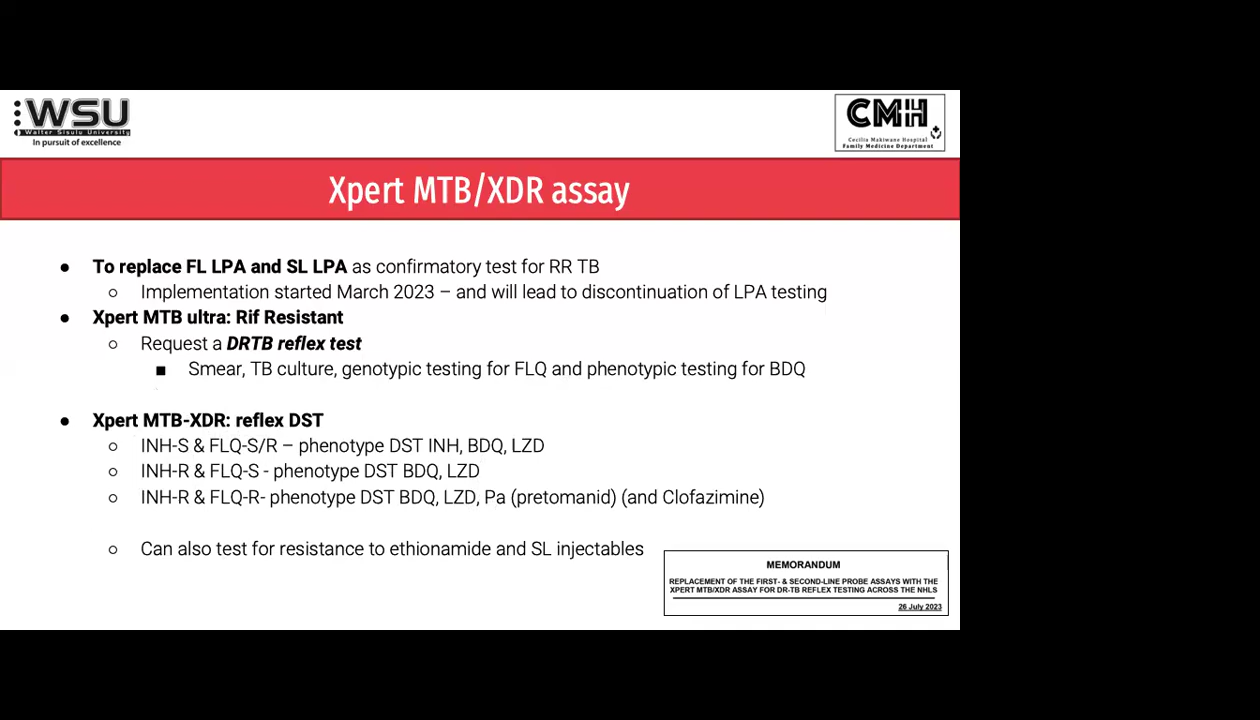 WSU
Walter Sisulu University
In pursuit of excellence
CMH
Cecilia Makiwane Hospital
Family Medicine Department
Xpert MTB/XDR assay
● To replace FL LPA and SL LPA as confirmatory test for RR TB
○ Implementation started March 2023 – and will lead to discontinuation of LPA testing
● Xpert MTB ultra: Rif Resistant
○ Request a DRTB reflex test
■ Smear, TB culture, genotypic testing for FLQ and phenotypic testing for BDQ
● Xpert MTB-XDR: reflex DST
○ INH-S & FLQ-S/R – phenotype DST INH, BDQ, LZD
○ INH-R & FLQ-S - phenotype DST BDQ, LZD
○ INH-R & FLQ-R- phenotype DST BDQ, LZD, Pa (pretomanid) (and Clofazimine)
○ Can also test for resistance to ethionamide and SL injectables
MEMORANDUM
REPLACEMENT OF THE FIRST- & SECOND-LINE PROBE ASSAYS WITH THE
XPERT MTB/XDR ASSAY FOR DR-TB REFLEX TESTING ACROSS THE NHLS
26 July 2023